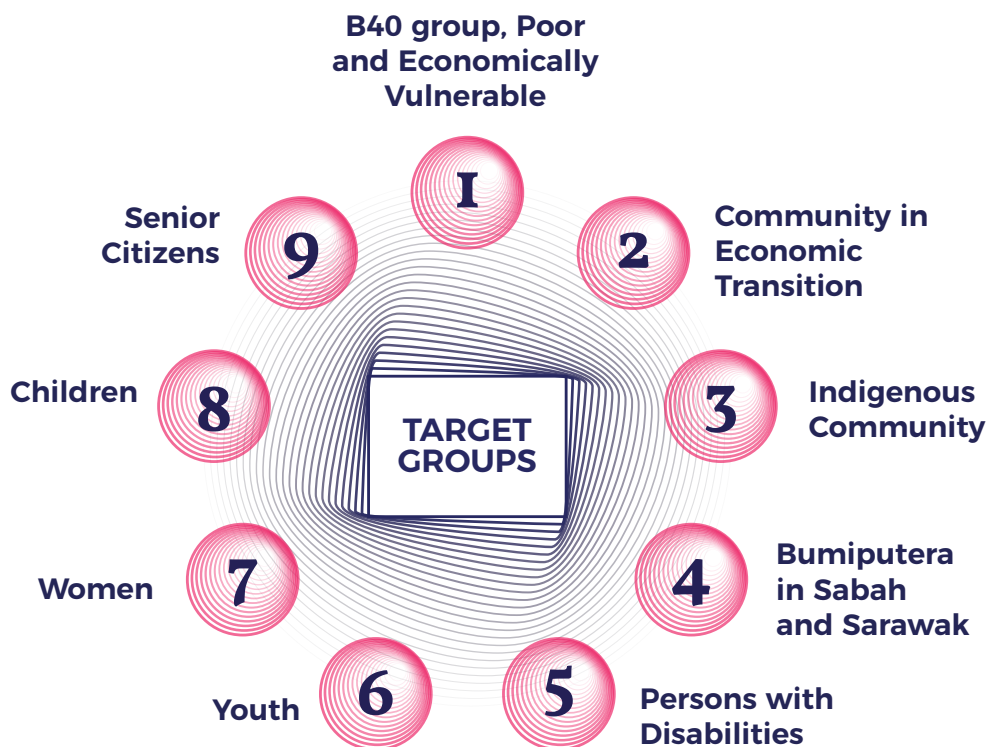 B40 group, Poor
and Economically
Vulnerable
1
2
Community in
Economic
Transition
3
Indigenous
Community
4
Bumiputera
in Sabah
and Sarawak
5
Persons with
Disabilities
6
Youth
7
Women
8
Children
9
Senior
Citizens
TARGET
GROUPS